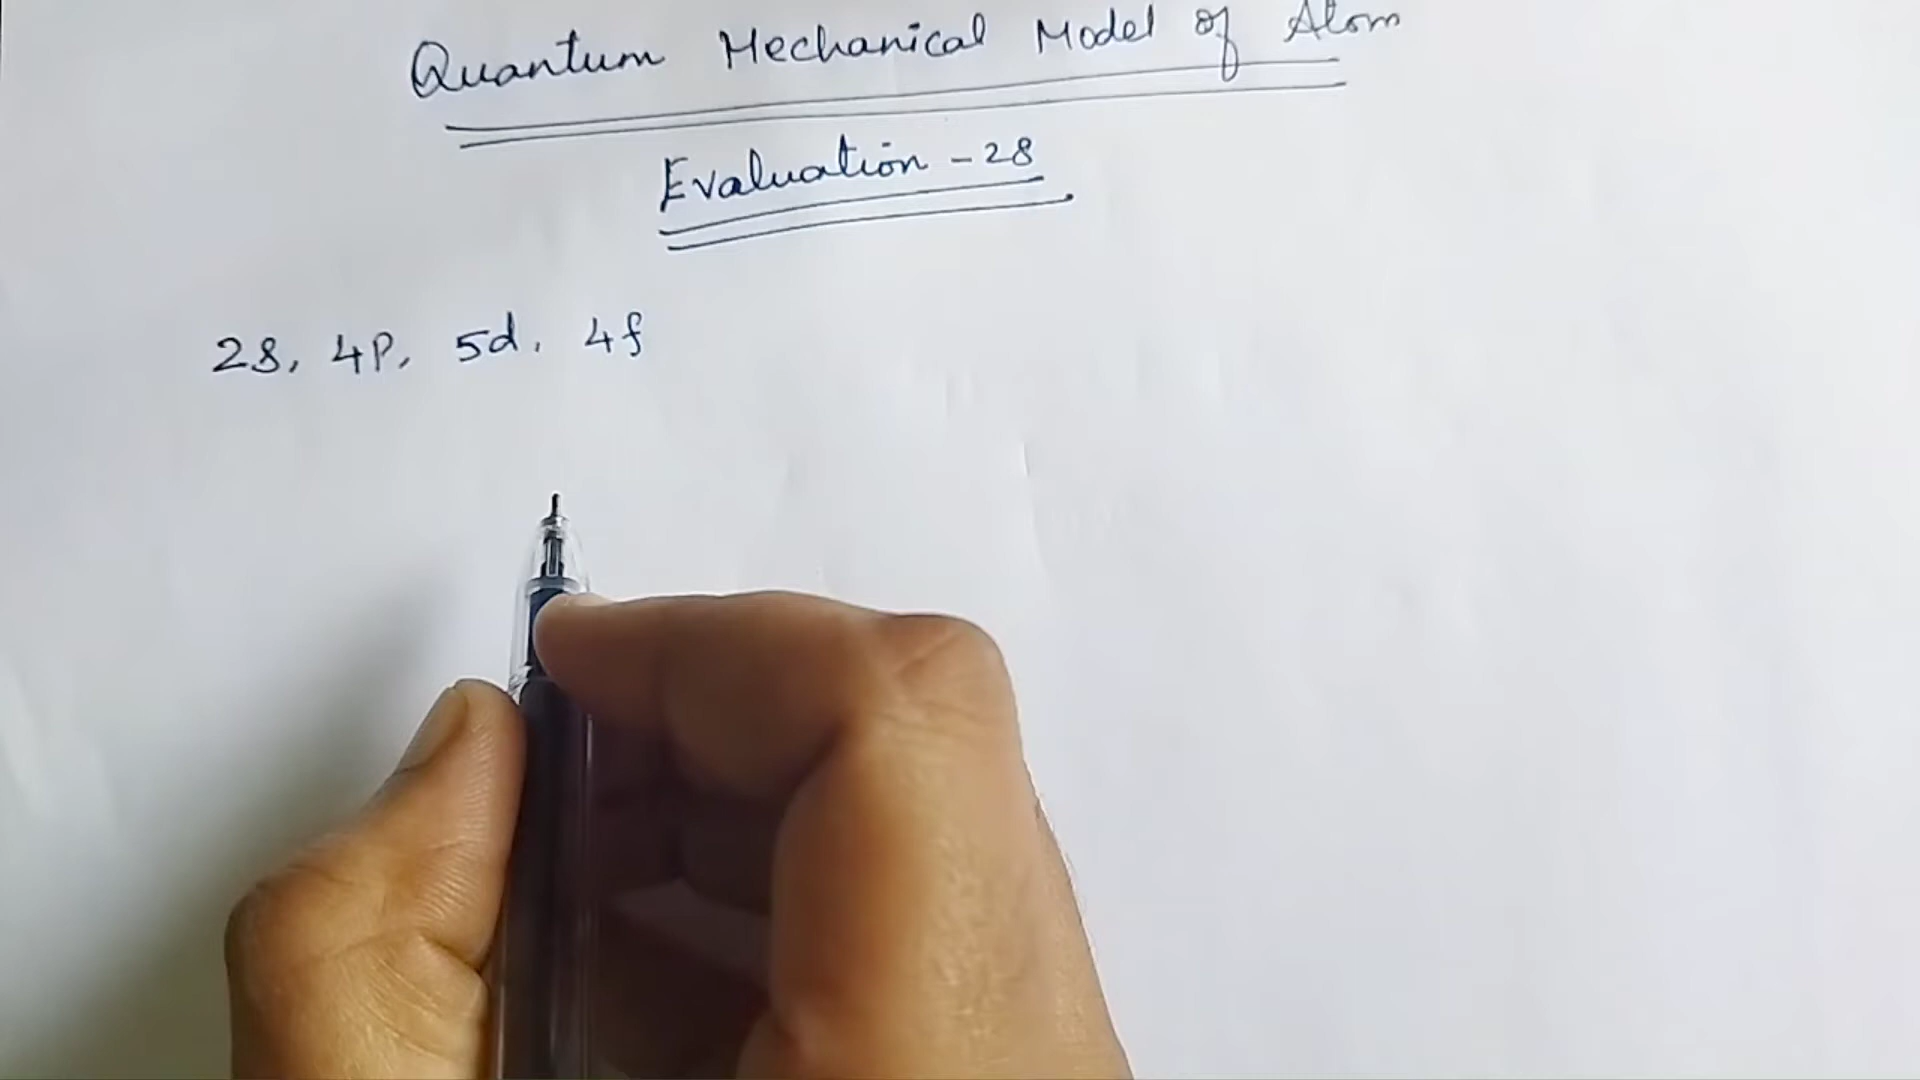 Quantum Mechanical Model of Atom
Evaluation - 28
2s, 4p, 5d, 4f